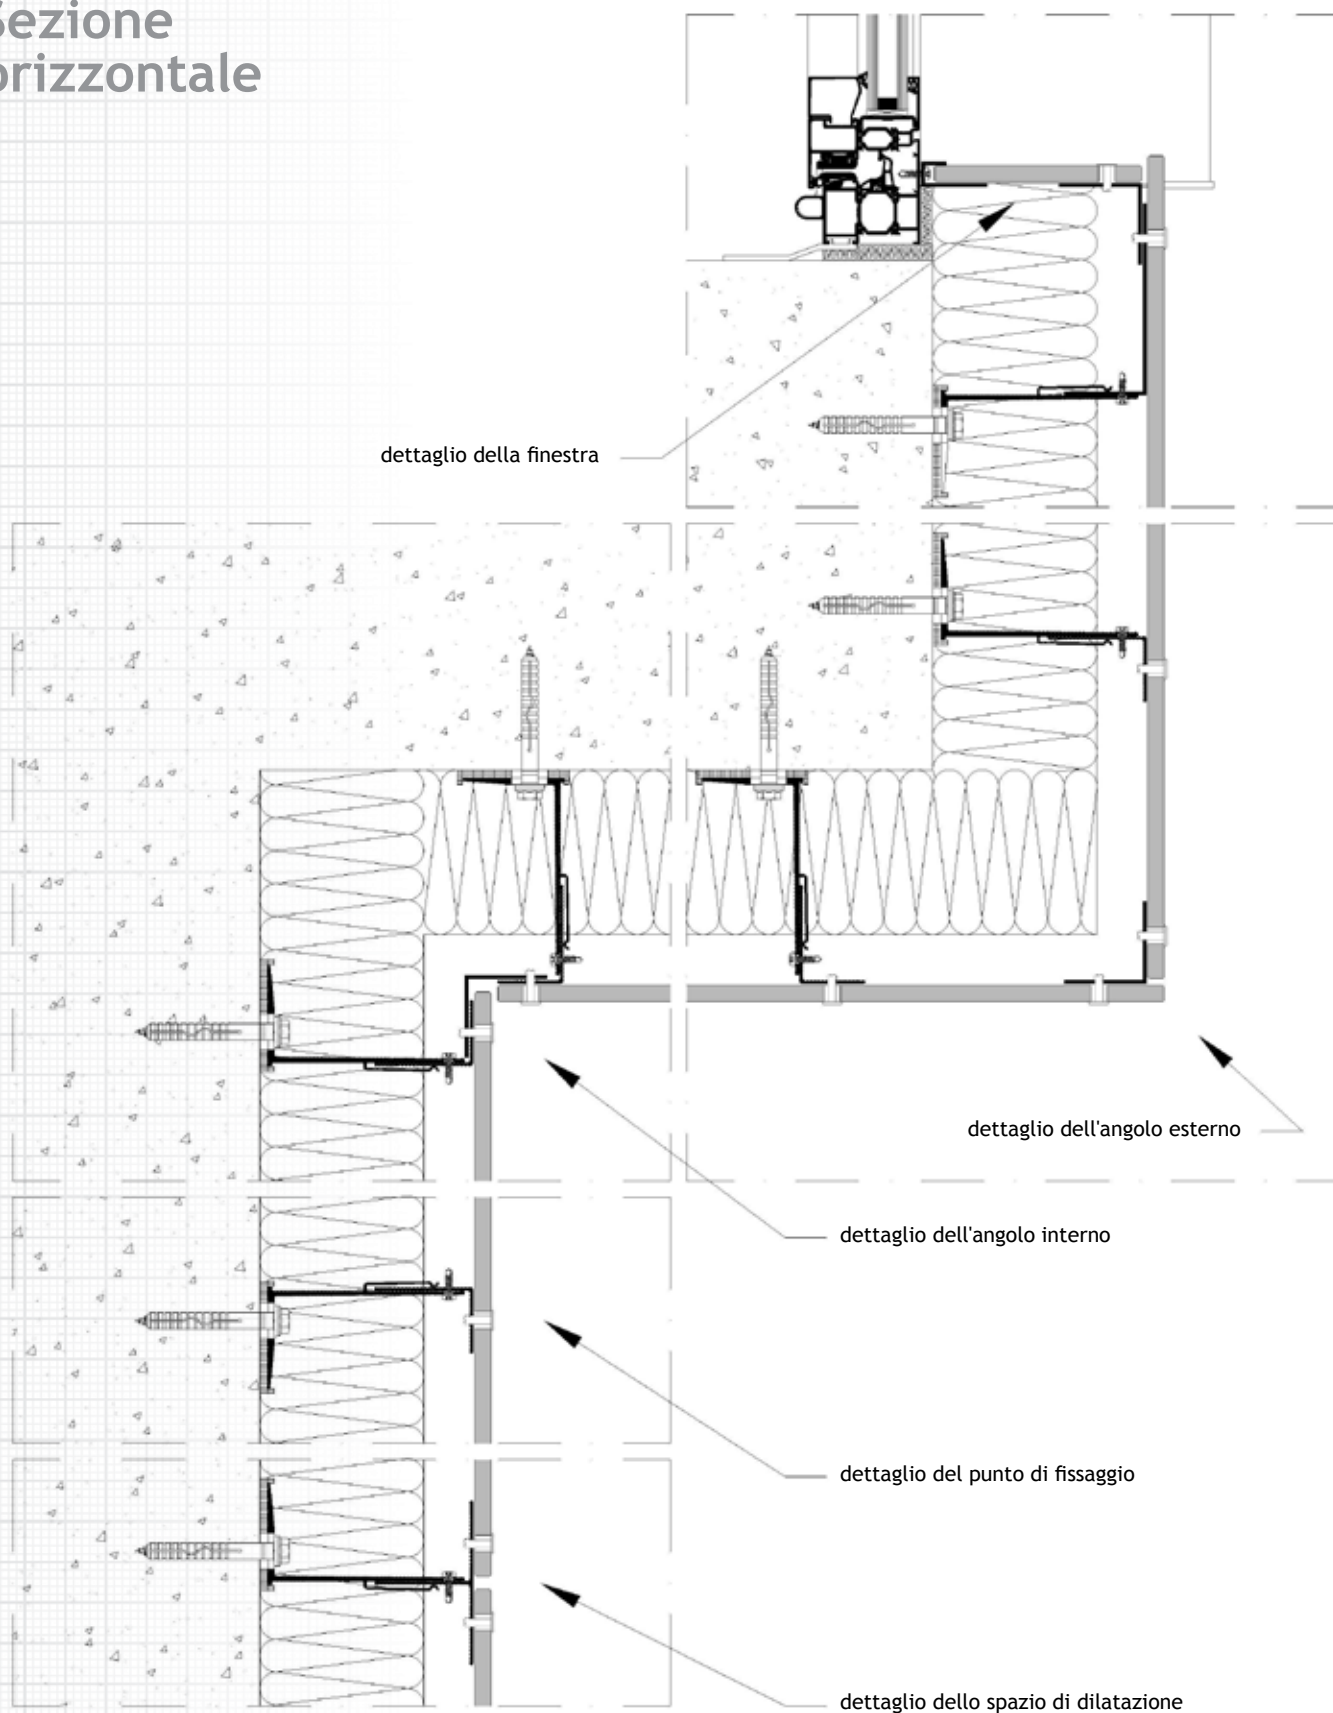 Sezione
orizzontale
dettaglio della finestra
dettaglio dell'angolo esterno
dettaglio dell'angolo interno
dettaglio del punto di fissaggio
dettaglio dello spazio di dilatazione